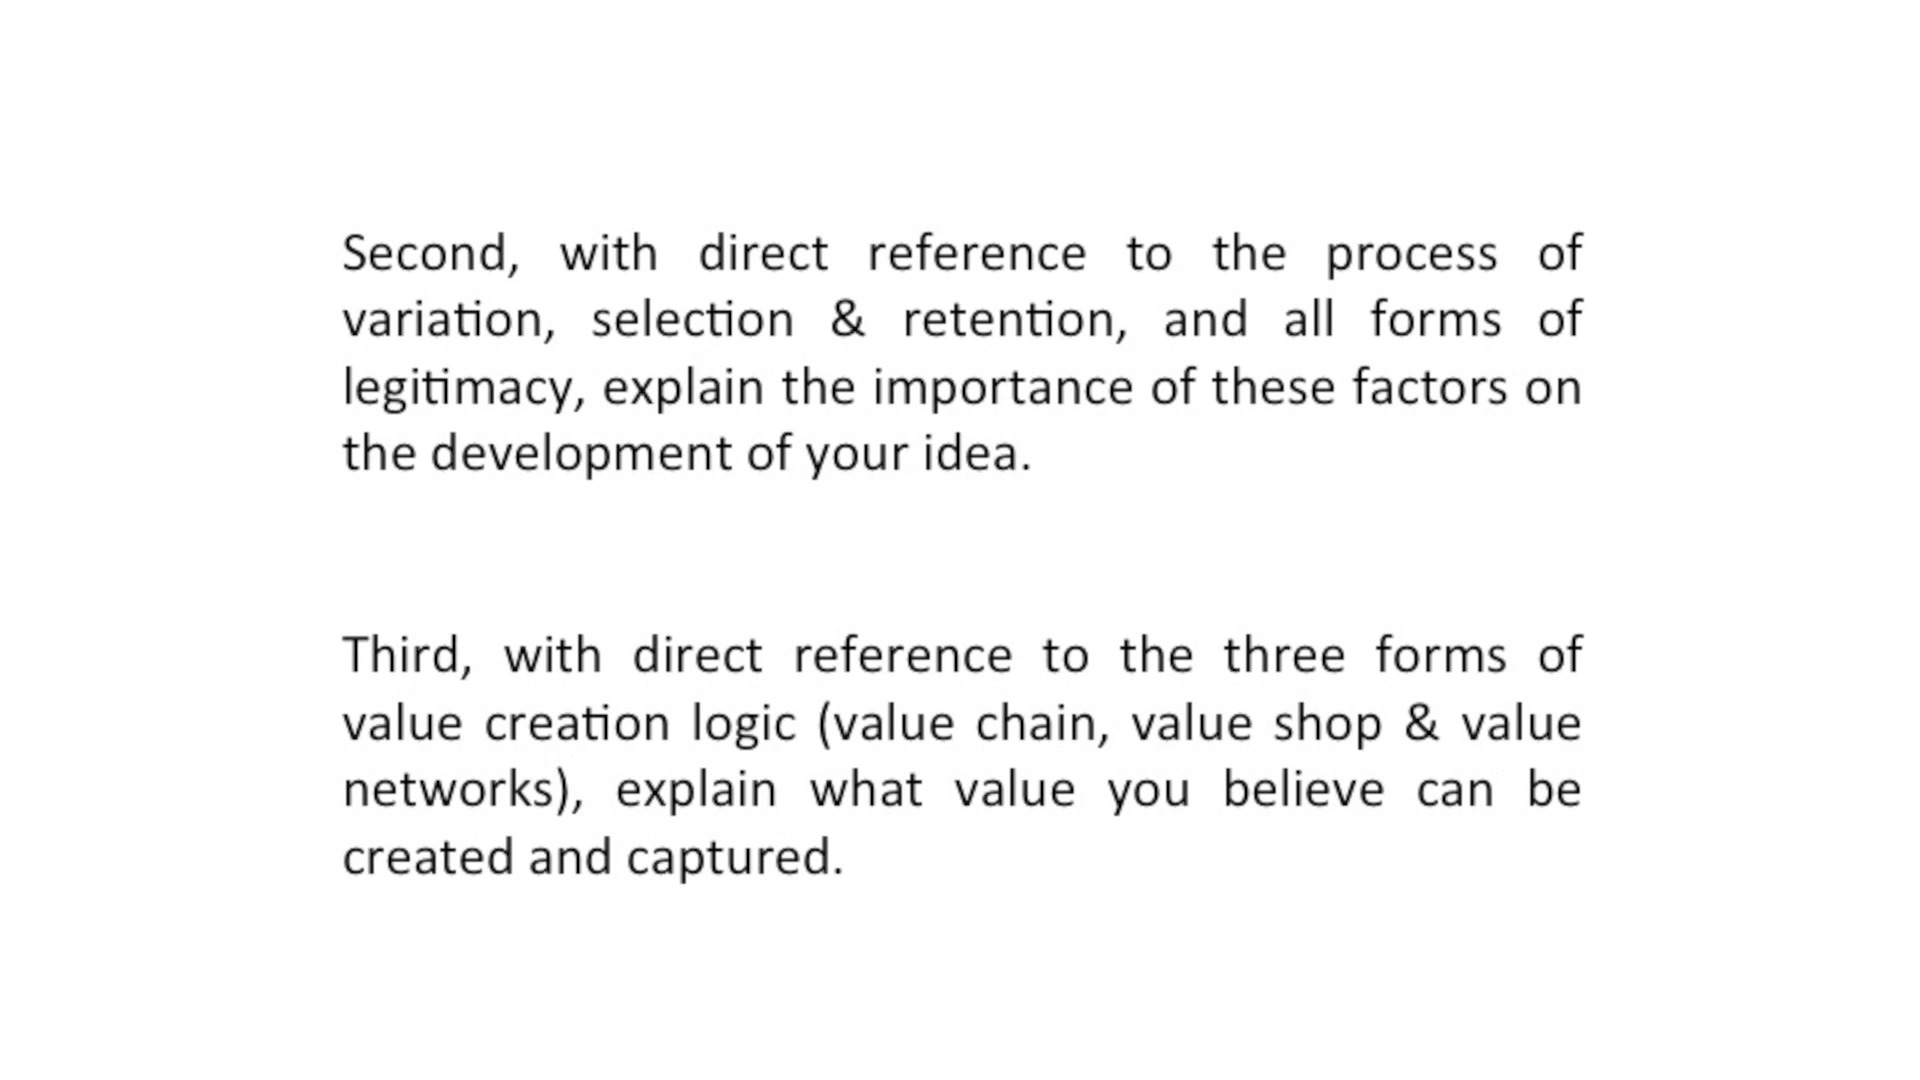 Second, with direct reference to the process of
variation, selection & retention, and all forms of
legitimacy, explain the importance of these factors on
the development of your idea.
Third, with direct reference to the three forms of
value creation logic (value chain, value shop & value
networks), explain what value you believe can be
created and captured.